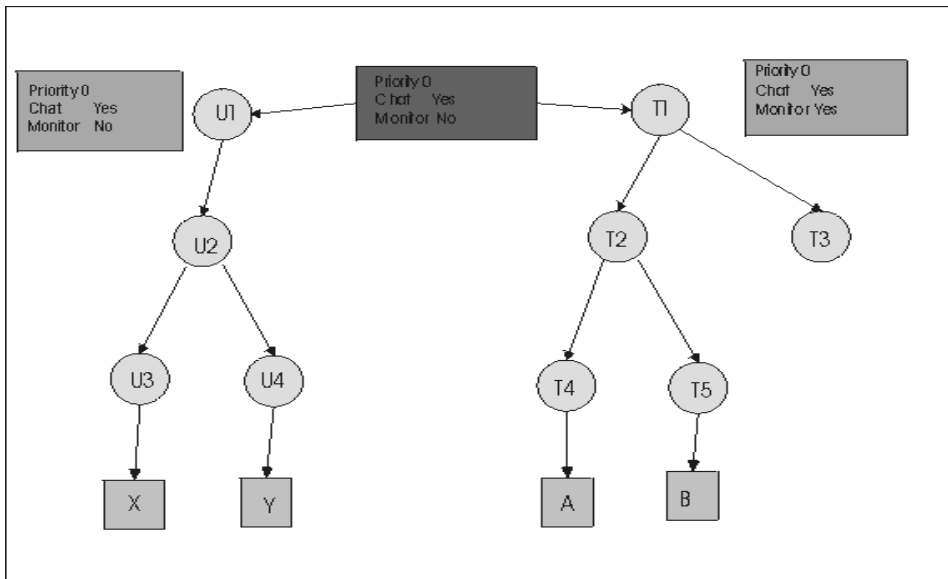 Priority 0
Chat Yes
Monitor No
U1
Priority 0
Chat Yes
Monitor No
T1
Priority 0
Chat Yes
Monitor Yes
U2
T2
T3
U3
U4
T4
T5
X
Y
A
B